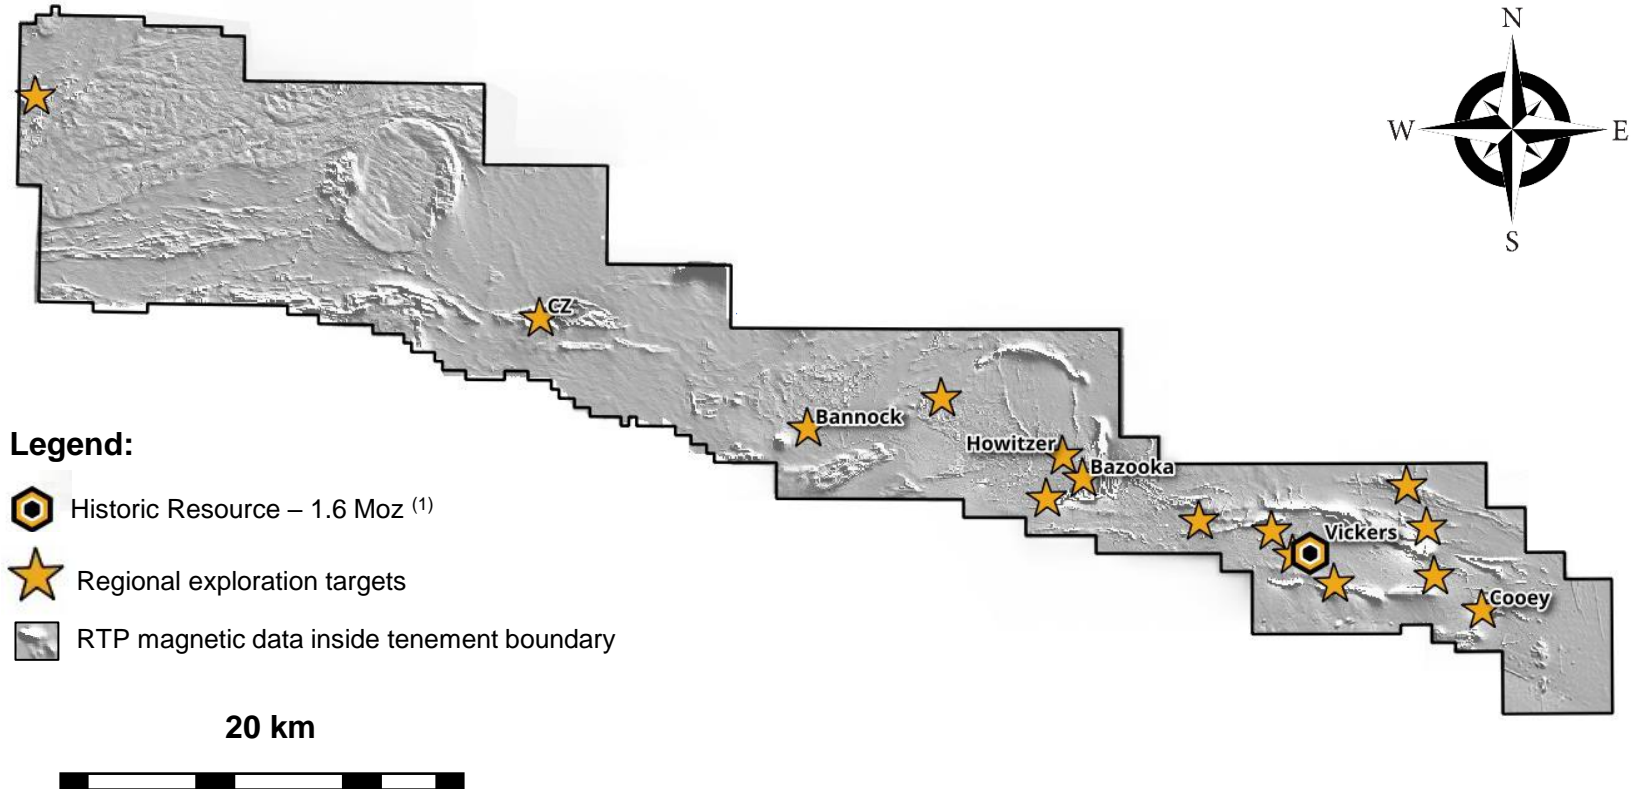 N
W
E
S
CZ
Bannock
Howitzer
Bazooka
Vickers
Cooey
Legend:
Historic Resource – 1.6 Moz (1)
Regional exploration targets
RTP magnetic data inside tenement boundary
20 km